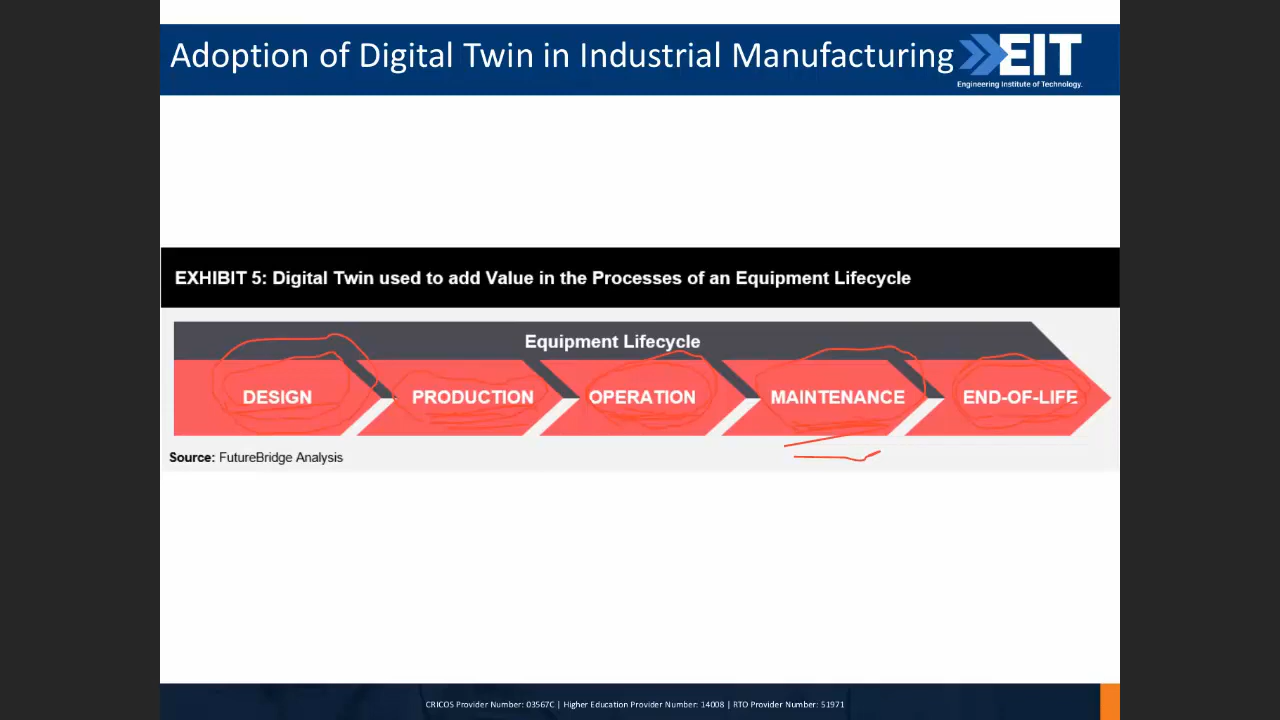 Adoption of Digital Twin in Industrial Manufacturing
EIT
Engineering Institute of Technology.
EXHIBIT 5: Digital Twin used to add Value in the Processes of an Equipment Lifecycle
Equipment Lifecycle
DESIGN
PRODUCTION
OPERATION
MAINTENANCE
END-OF-LIFE
Source: FutureBridge Analysis
CRICOS Provider Number: 03567C | Higher Education Provider Number: 14008 | RTO Provider Number: 51971